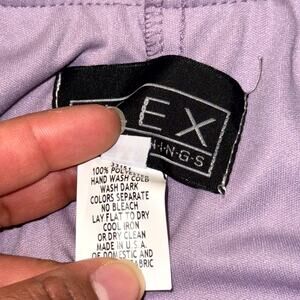 EX
H·I·N·G·S
100% POLY
HAND WASH COLD
WASH DARK
COLORS SEPARATE
NO BLEACH
LAY FLAT TO DRY
COOL IRON
OR DRY CLEAN
MADE IN U.S.A.
OF DOMESTIC AND
FABRIC